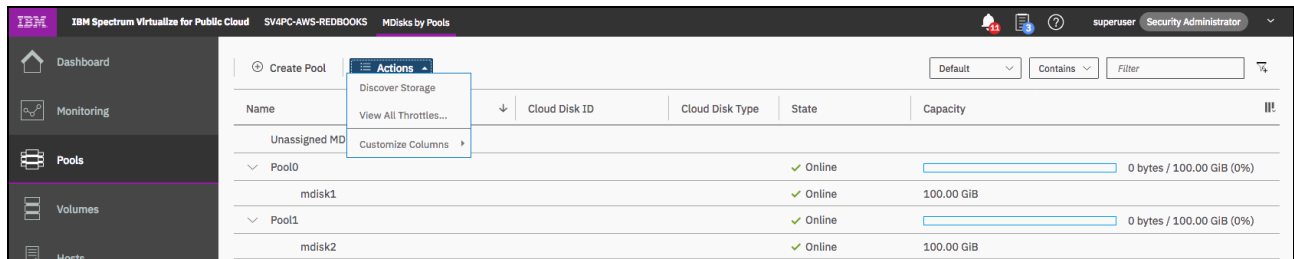 IBM IBM Spectrum Virtualize for Public Cloud SV4PC-AWS-REDBOOKS MDisks by Pools 11 3 superuser Security Administrator
Dashboard
Monitoring
Pools
Volumes
Hosts
Create Pool Actions Default Contains Filter
Discover Storage
View All Throttles...
Customize Columns
Name Cloud Disk ID Cloud Disk Type State Capacity
Unassigned MD
Pool0 Online 0 bytes / 100.00 GiB (0%)
mdisk1 Online 100.00 GiB
Pool1 Online 0 bytes / 100.00 GiB (0%)
mdisk2 Online 100.00 GiB